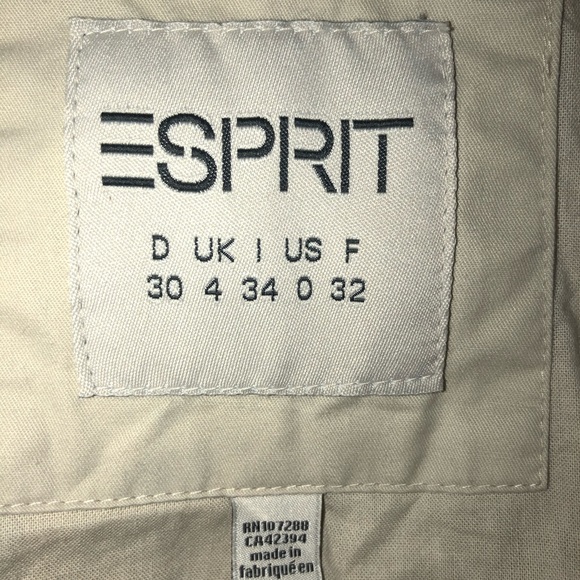 ESPRIT
D UK I US F
30 4 34 0 32
RN107288
CA42394
made in
fabriqué en